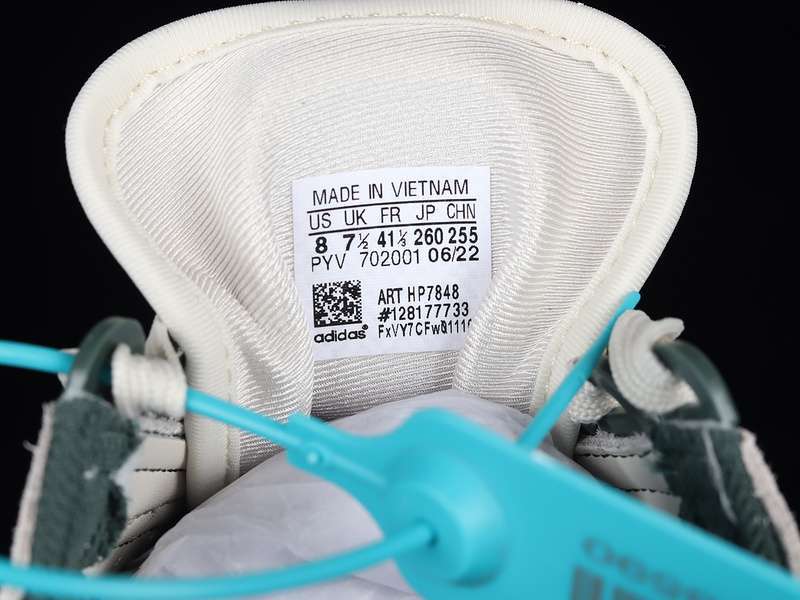 MADE IN VIETNAM
US UK FR JP CHN
8 7½ 41⅓ 260 255
PYV 702001 06/22
ART HP7848
#128177733
adidas®